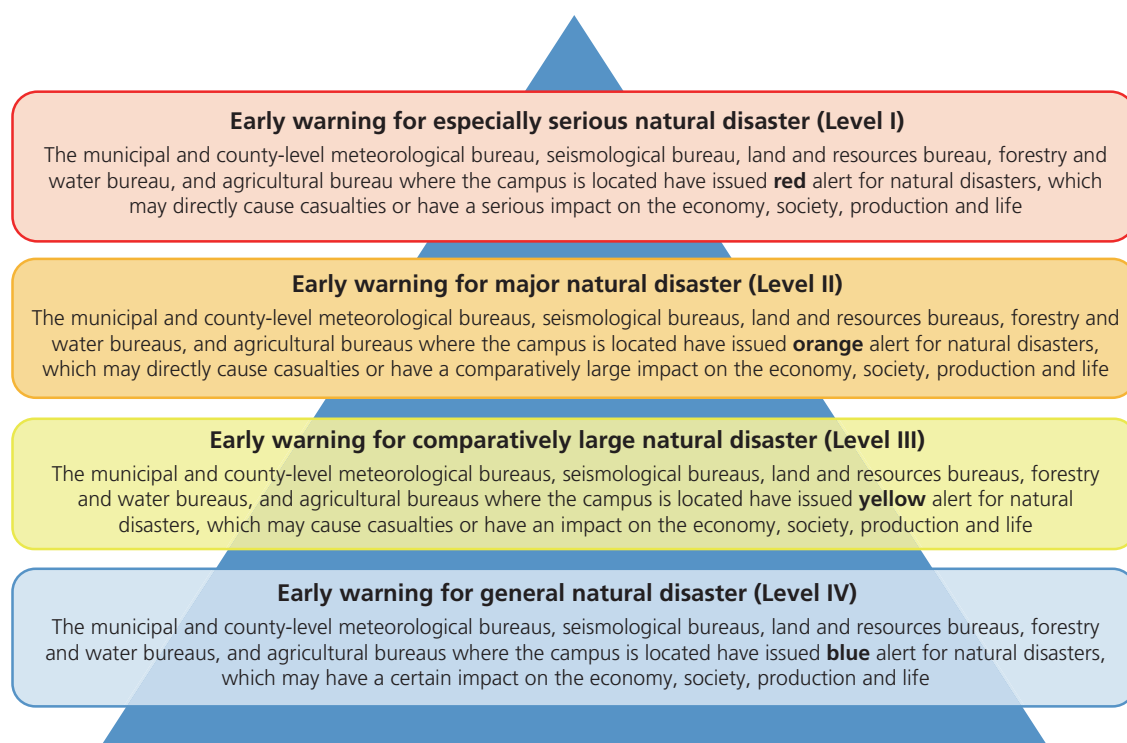 Early warning for especially serious natural disaster (Level I)
The municipal and county-level meteorological bureau, seismological bureau, land and resources bureau, forestry and
water bureau, and agricultural bureau where the campus is located have issued red alert for natural disasters, which
may directly cause casualties or have a serious impact on the economy, society, production and life
Early warning for major natural disaster (Level II)
The municipal and county-level meteorological bureaus, seismological bureaus, land and resources bureaus, forestry and
water bureaus, and agricultural bureaus where the campus is located have issued orange alert for natural disasters,
which may directly cause casualties or have a comparatively large impact on the economy, society, production and life
Early warning for comparatively large natural disaster (Level III)
The municipal and county-level meteorological bureaus, seismological bureaus, land and resources bureaus, forestry
and water bureaus, and agricultural bureaus where the campus is located have issued yellow alert for natural
disasters, which may cause casualties or have an impact on the economy, society, production and life
Early warning for general natural disaster (Level IV)
The municipal and county-level meteorological bureaus, seismological bureaus, land and resources bureaus, forestry
and water bureaus, and agricultural bureaus where the campus is located have issued blue alert for natural disasters,
which may have a certain impact on the economy, society, production and life